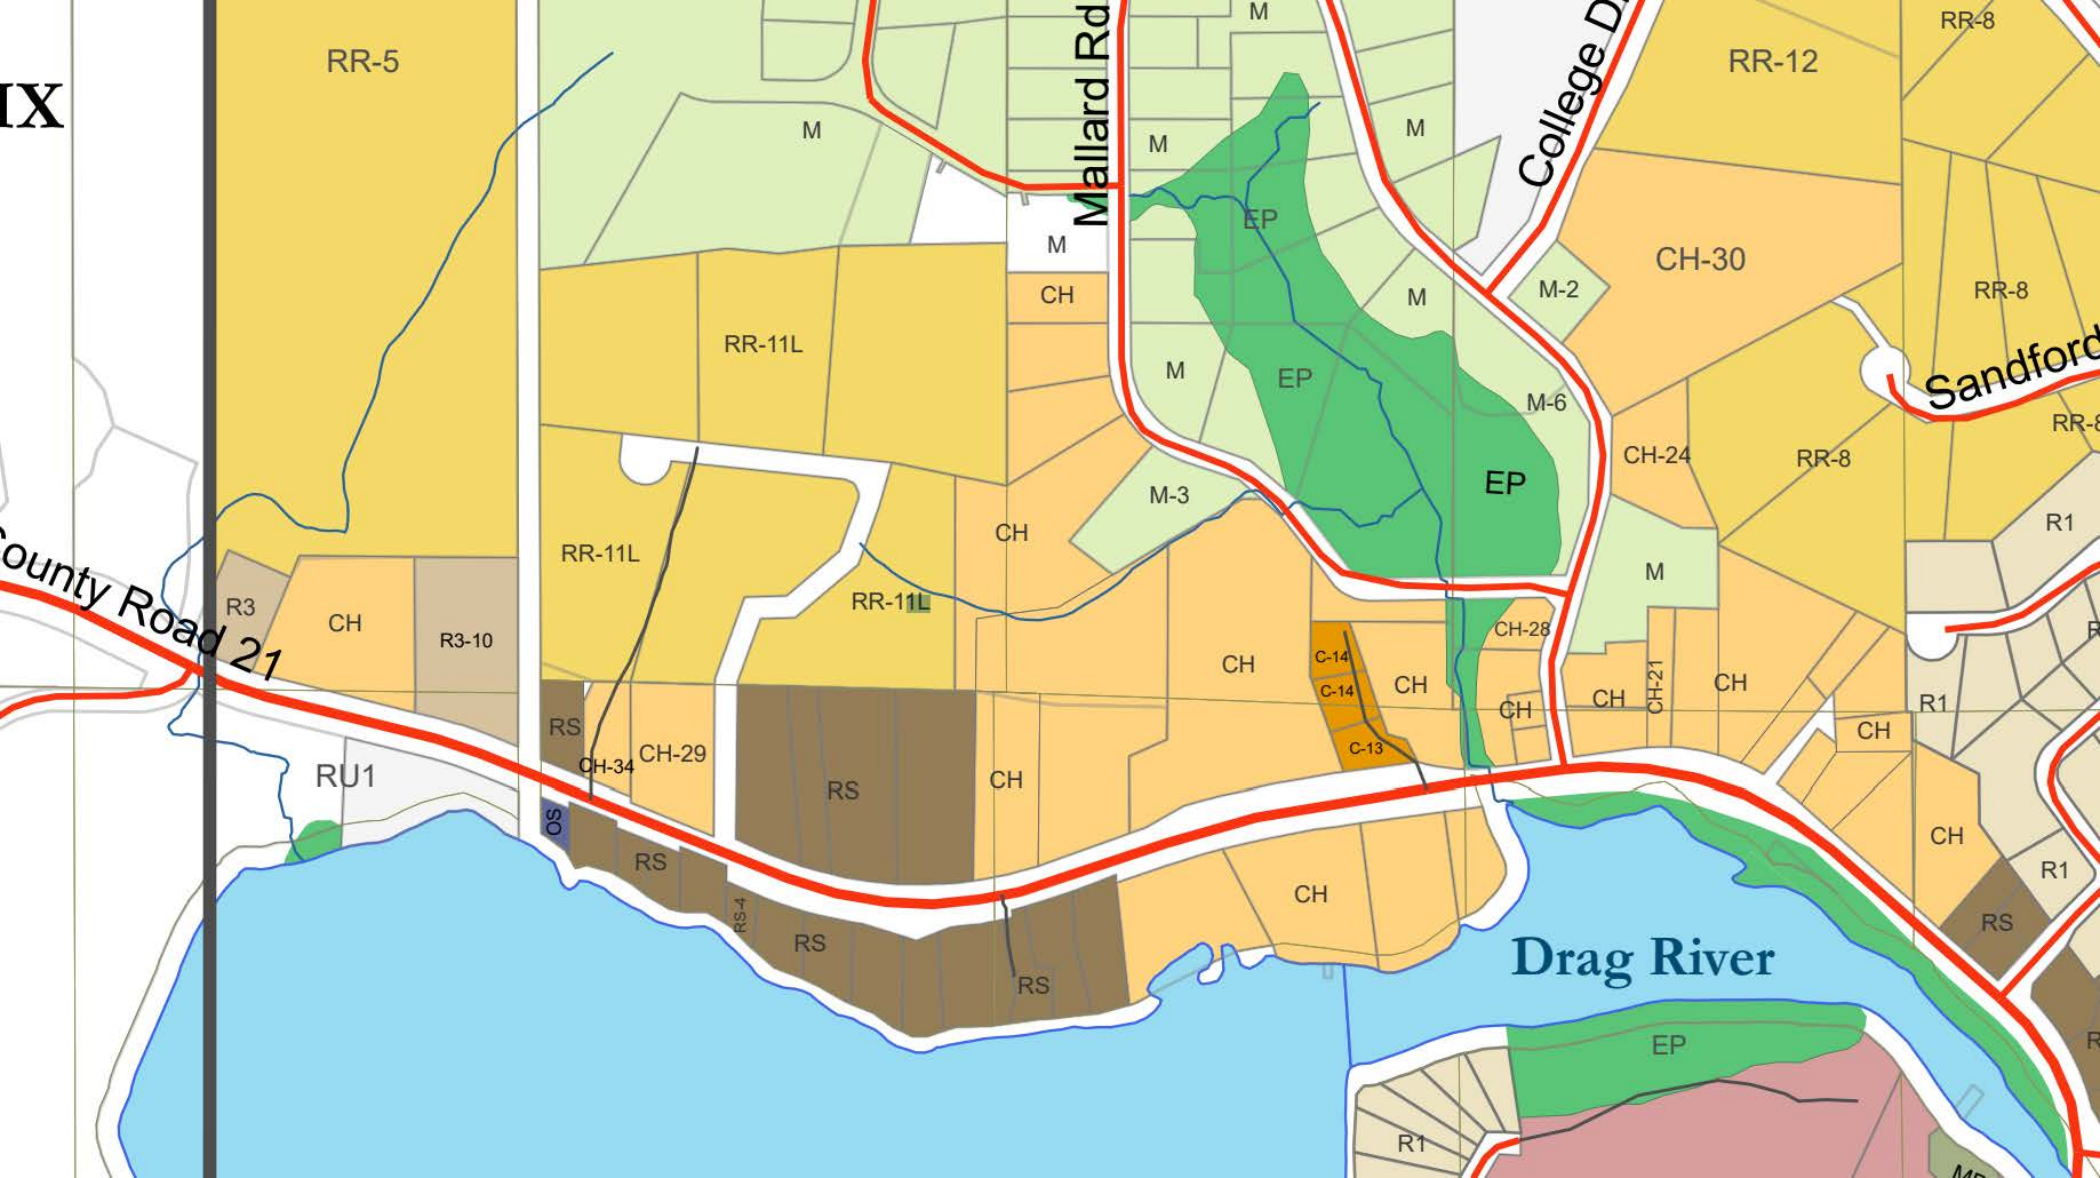 RR-5
IX
M
Mallard Rd
M
College D
RR-12
RR-8
M
M
M
EP
M
CH-30
CH
RR-11L
M
M-2
RR-8
M
EP
M-6
Sandford
RR-8
RR-8
CH-24
M-3
EP
CH
R1
RR-11L
M
RR-11L
County Road 21
R3
CH
R3-10
CH
C-14
C-14
C-13
CH
CH-28
CH
CH
CH-21
CH
R1
CH
RS
CH-34
CH-29
RU1
RS
CH
OS
RS
RS-4
RS
RS
CH
CH
R1
RS
Drag River
EP
R1